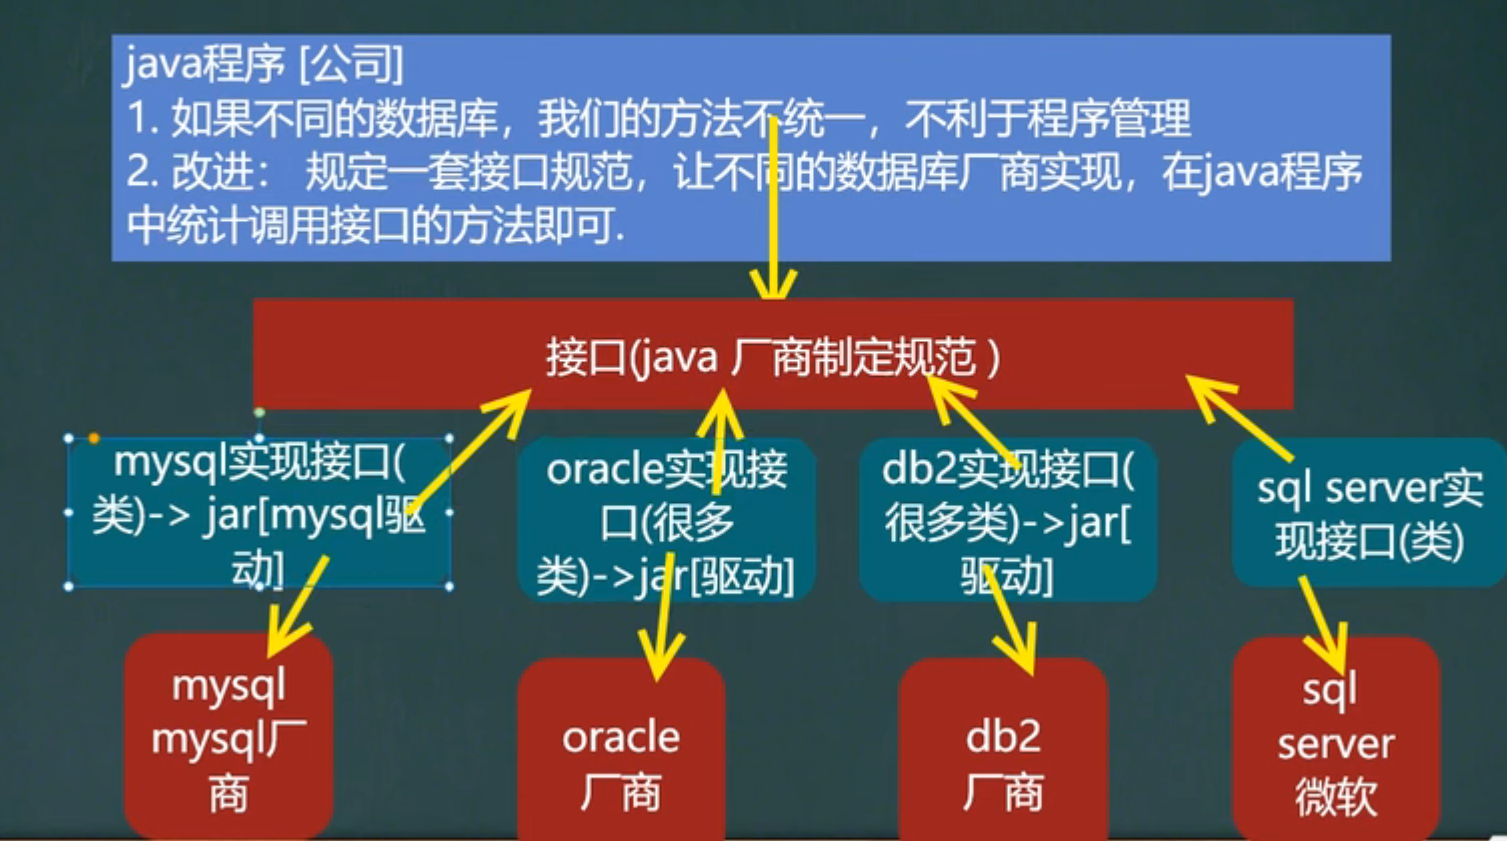 java程序 [公司]
1. 如果不同的数据库，我们的方法不统一，不利于程序管理
2. 改进： 规定一套接口规范，让不同的数据库厂商实现，在java程序
中统计调用接口的方法即可.
接口(java 厂商制定规范 )
mysql实现接口(
类)-> jar[mysql驱
动]
oracle实现接
口(很多
类)->jar[驱动]
db2实现接口(
很多类)->jar[
驱动]
sql server实
现接口(类)
mysql
mysql厂
商
oracle
厂商
db2
厂商
sql
server
微软